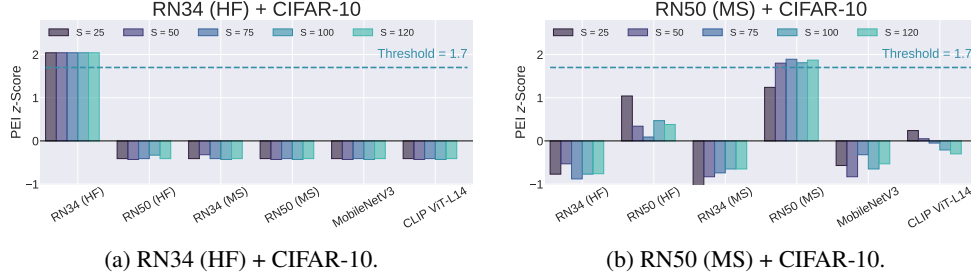 RN34 (HF) + CIFAR-10
S = 25 S = 50 S = 75 S = 100 S = 120
Threshold = 1.7
PEI z-Score
2
1
0
−1
RN34 (HF) RN50 (HF) RN34 (MS) RN50 (MS) MobileNetV3 CLIP ViT-L14
(a) RN34 (HF) + CIFAR-10.
RN50 (MS) + CIFAR-10
S = 25 S = 50 S = 75 S = 100 S = 120
Threshold = 1.7
PEI z-Score
2
1
0
−1
RN34 (HF) RN50 (HF) RN34 (MS) RN50 (MS) MobileNetV3 CLIP ViT-L14
(b) RN50 (MS) + CIFAR-10.